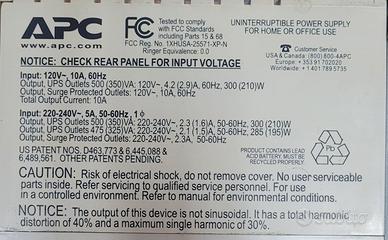 APC
www.apc.com
FC
Tested to comply
with FCC Standards
including Parts 15 & 68
FCC Reg. No. 1XHUSA-25571-XP-N
Ringer Equivalence: 0.0
UNINTERRUPTIBLE POWER SUPPLY
FOR HOME OR OFFICE USE
Customer Service
USA & Canada: (800) 800-4APC
Europe: + 353 91 702020
Worldwide: + 1 401 789 5735
NOTICE: CHECK REAR PANEL FOR INPUT VOLTAGE
Input: 120V~, 10A, 60Hz
Output, UPS Outlets 500 (350)VA: 120V~, 4.2 (2.9)A, 60Hz, 300 (210)W
Output, Surge Protected Outlets: 120V~, 10A, 60Hz
Total Output Current: 10A
Input: 220-240V~, 5A, 50-60Hz, 1ϕ
Output, UPS Outlets 500 (350)VA: 220-240V~, 2.3 (1.6)A, 50-60Hz, 300 (210)W
Output, UPS Outlets 475 (325)VA: 220-240V~, 2.1 (1.5)A, 50-60Hz, 285 (195)W
Output, Surge Protected Outlets: 220-240V~, 2.3A, 50-60Hz
US PATENT NOS. D463,773, 6,445,088 &
6,489,561. OTHER PATENTS PENDING.
LEAD ACID BATTERY
MUST BE RECYCLED.
Pb
CAUTION: Risk of electrical shock, do not remove cover. No user serviceable
parts inside. Refer servicing to qualified service personnel. For use
in a controlled environment. Refer to manual for environmental conditions.
NOTICE: The output of this device is not sinusoidal. It has a total harmonic
distortion of 40% and a maximum single harmonic distortion of 30%.